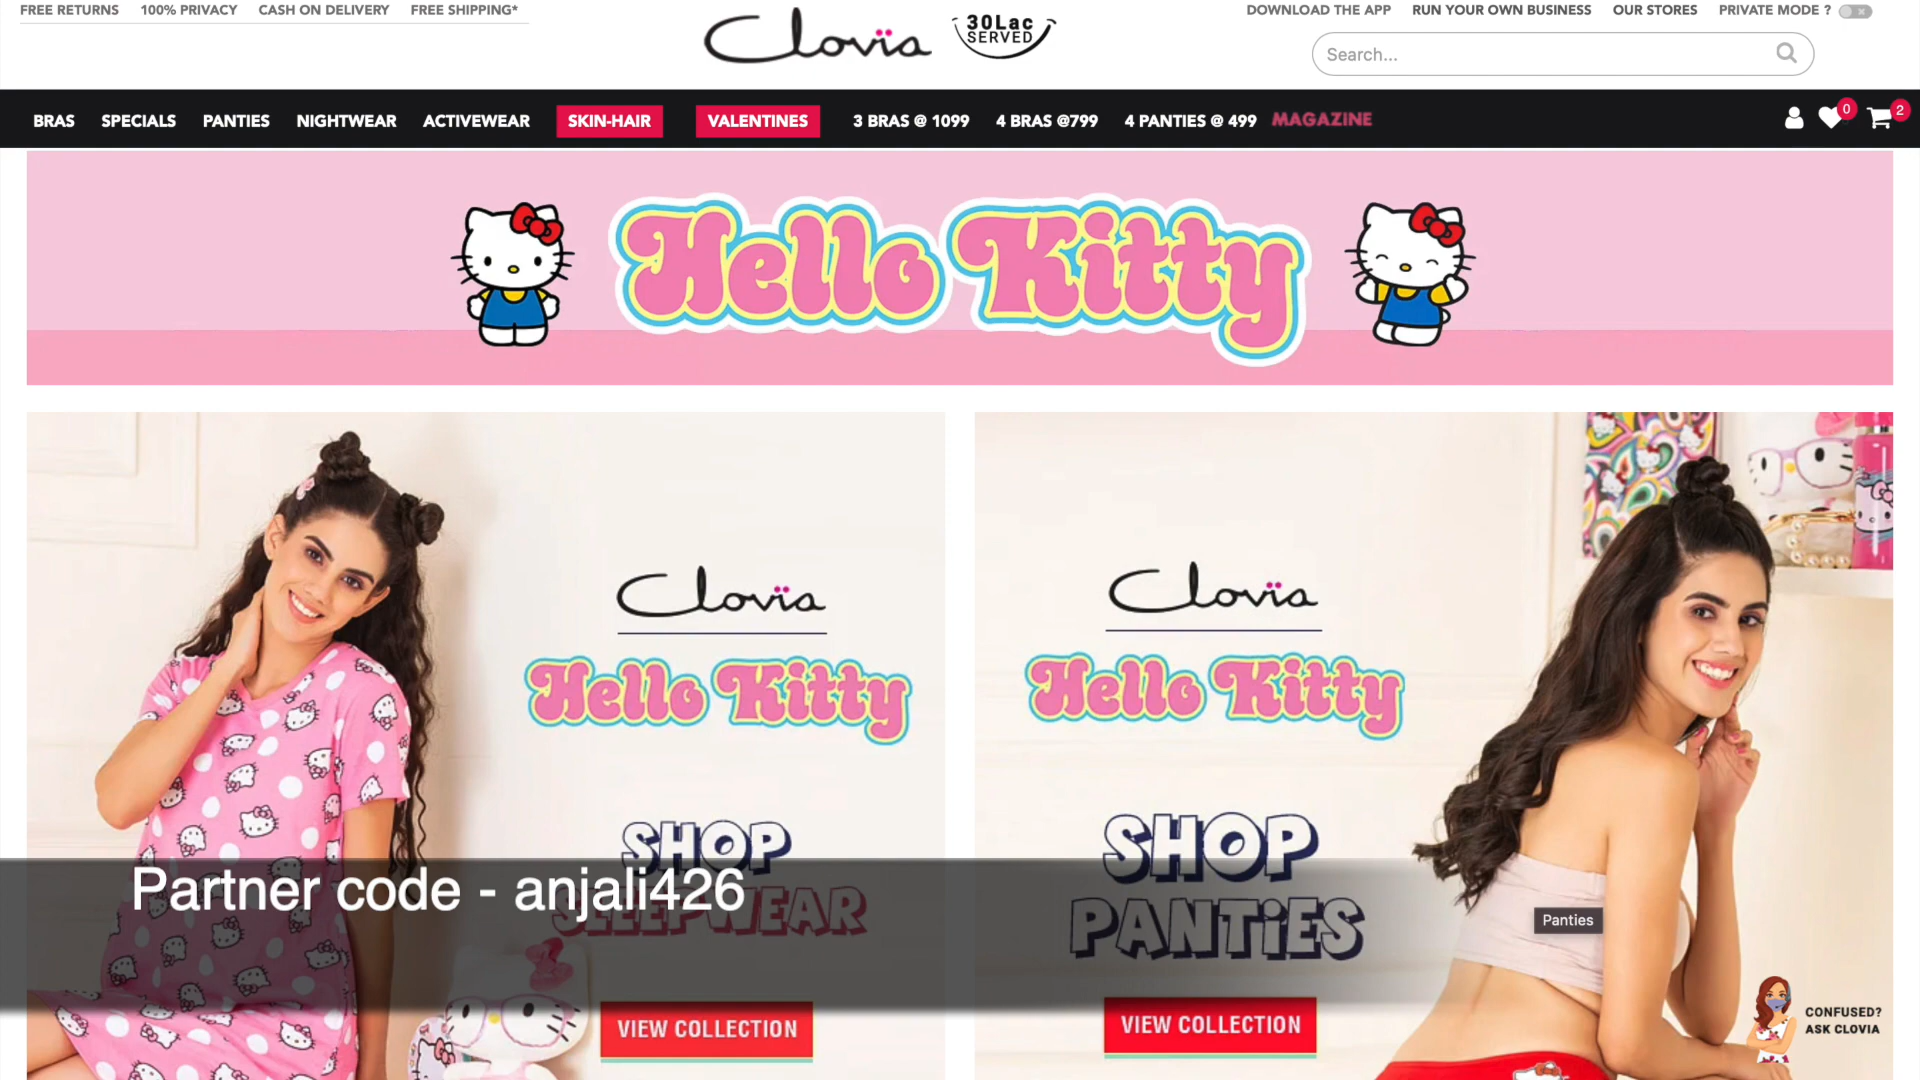 FREE RETURNS 100% PRIVACY CASH ON DELIVERY FREE SHIPPING*
Clovia
30Lac
SERVED
DOWNLOAD THE APP RUN YOUR OWN BUSINESS OUR STORES PRIVATE MODE ?
Search...
BRAS SPECIALS PANTIES NIGHTWEAR ACTIVEWEAR SKIN-HAIR VALENTINES 3 BRAS @ 1099 4 BRAS @799 4 PANTIES @ 499 MAGAZINE
0
2
Hello Kitty
Clovia
Hello Kitty
SHOP
SLEEPWEAR
VIEW COLLECTION
Clovia
Hello Kitty
SHOP
PANTiES
VIEW COLLECTION
Partner code - anjali426
Panties
CONFUSED?
ASK CLOVIA